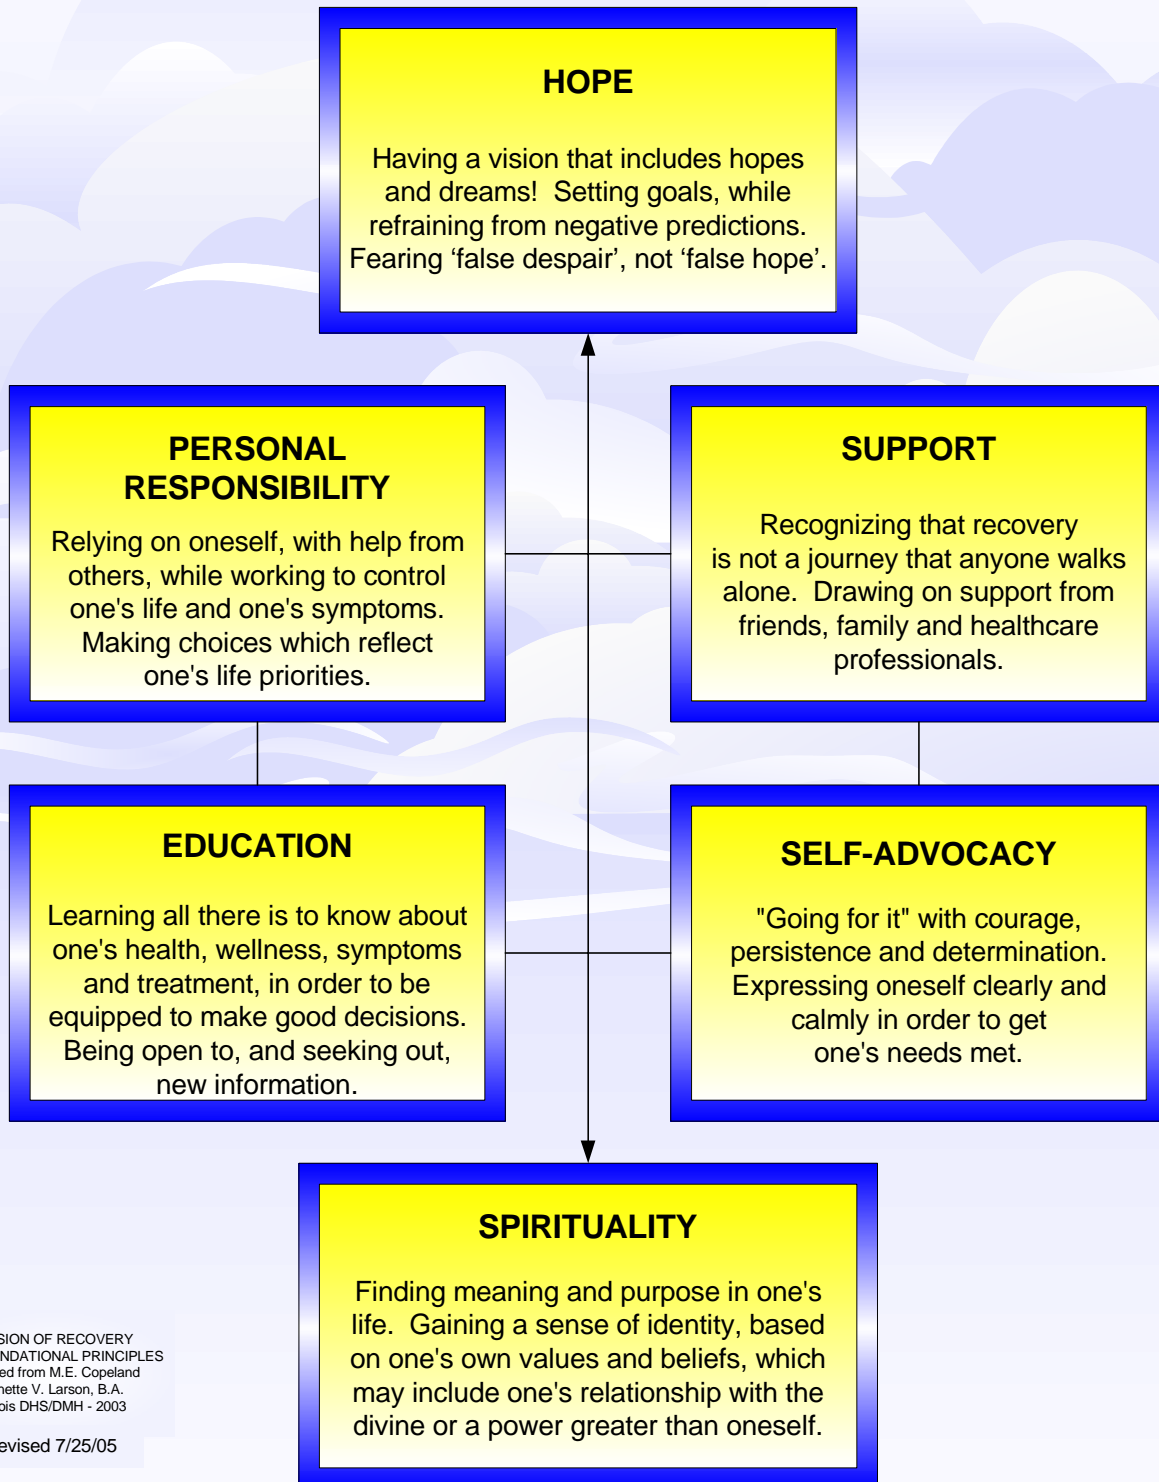 HOPE
Having a vision that includes hopes
and dreams!  Setting goals, while
refraining from negative predictions.
Fearing ‘false despair’, not ‘false hope’.
PERSONAL
RESPONSIBILITY
Relying on oneself, with help from
others, while working to control
one's life and one's symptoms.
Making choices which reflect
one's life priorities.
SUPPORT
Recognizing that recovery
is not a journey that anyone walks
alone.  Drawing on support from
friends, family and healthcare
professionals.
EDUCATION
Learning all there is to know about
one's health, wellness, symptoms
and treatment, in order to be
equipped to make good decisions.
Being open to, and seeking out,
new information.
SELF-ADVOCACY
"Going for it" with courage,
persistence and determination.
Expressing oneself clearly and
calmly in order to get
one's needs met.
SPIRITUALITY
Finding meaning and purpose in one's
life.  Gaining a sense of identity, based
on one's own values and beliefs, which
may include one's relationship with the
divine or a power greater than oneself.
OF RECOVERY
PRINCIPLES
from M.E. Copeland
V. Larson, B.A.
DHS/DMH - 2003
7/25/05